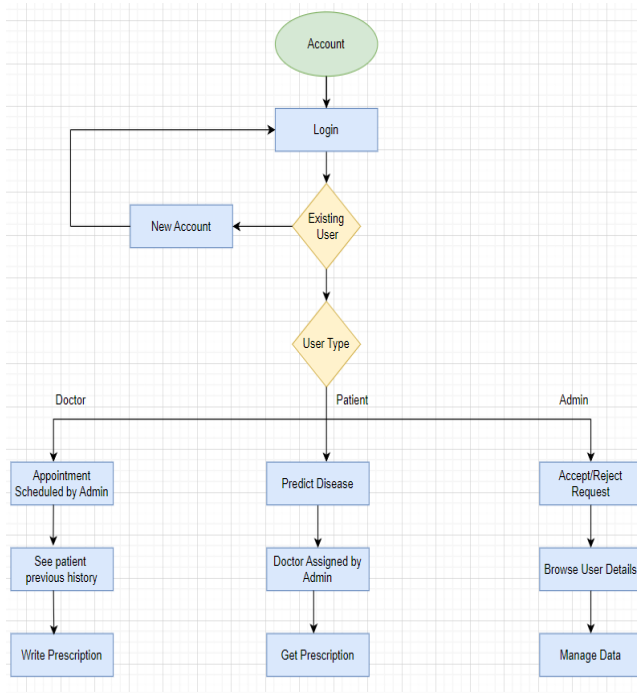 Account
Login
Existing
User
New Account
User Type
Doctor
Patient
Admin
Appointment
Scheduled by Admin
Predict Disease
Accept/Reject
Request
See patient
previous history
Doctor Assigned by
Admin
Browse User Details
Write Prescription
Get Prescription
Manage Data